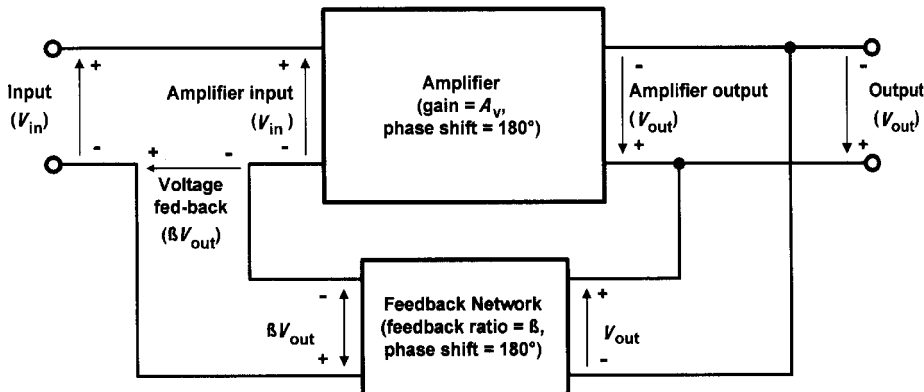 +
+
-
-
Input
(Vin)
Amplifier input
(Vin)
Amplifier
(gain = Av,
phase shift = 180°)
Amplifier output
(Vout)
Output
(Vout)
-
-
+
-
+
+
Voltage
fed-back
(ßVout)
-
+
ßVout
-
+
Feedback Network
(feedback ratio = ß,
phase shift = 180°)
+
Vout
-